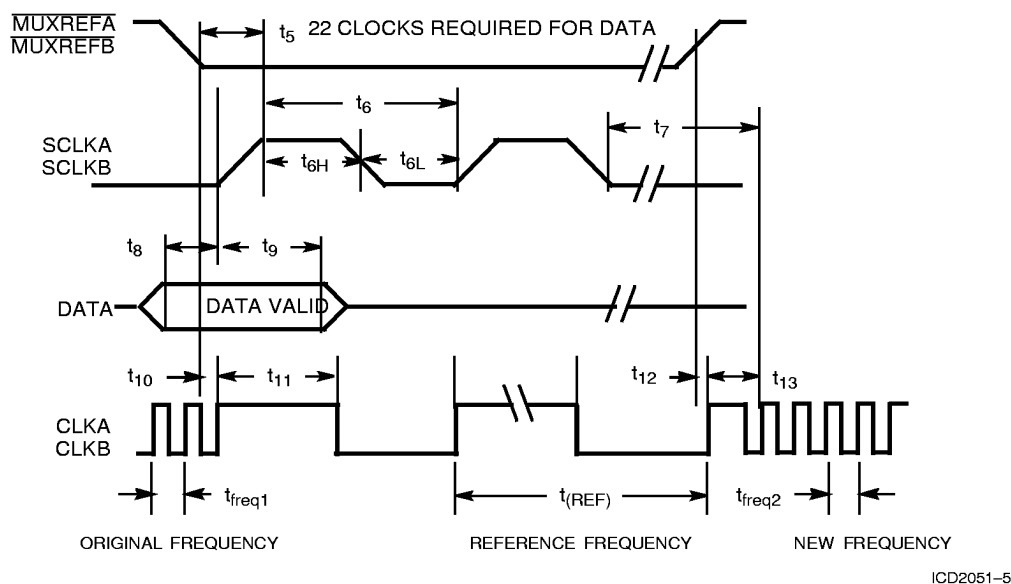 MUXREFA
MUXREFB
t5
22 CLOCKS REQUIRED FOR DATA
t6
t7
SCLKA
SCLKB
t6H
t6L
t8
t9
DATA
DATA VALID
t10
t11
t12
t13
CLKA
CLKB
tfreq1
t(REF)
tfreq2
ORIGINAL FREQUENCY
REFERENCE FREQUENCY
NEW FREQUENCY
ICD2051–5